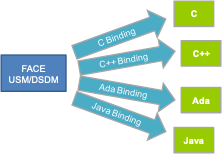 FACE
USM/DSDM
C Binding
C++ Binding
Ada Binding
Java Binding
C
C++
Ada
Java